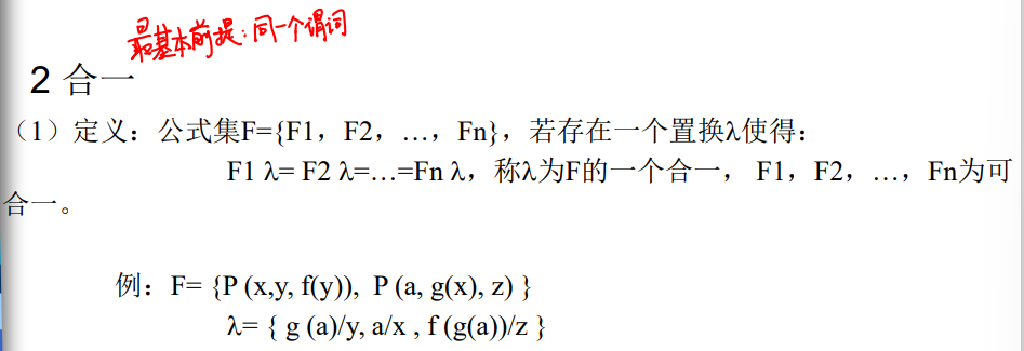 最基本前提：同一个谓词
2 合一
（1）定义：公式集F={F1，F2，…，Fn}，若存在一个置换λ使得：
F1 λ= F2 λ=…=Fn λ，称λ为F的一个合一， F1，F2，…，Fn为可
合一。
例：F= {P (x,y, f(y)), P (a, g(x), z) }
λ= { g (a)/y, a/x , f (g(a))/z }